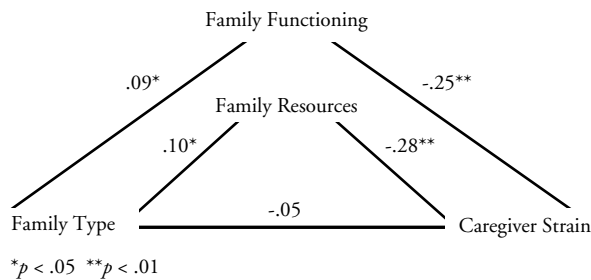 Family Functioning
.09*
-.25**
Family Resources
.10*
-.28**
-.05
Family Type
Caregiver Strain
*p < .05 **p < .01